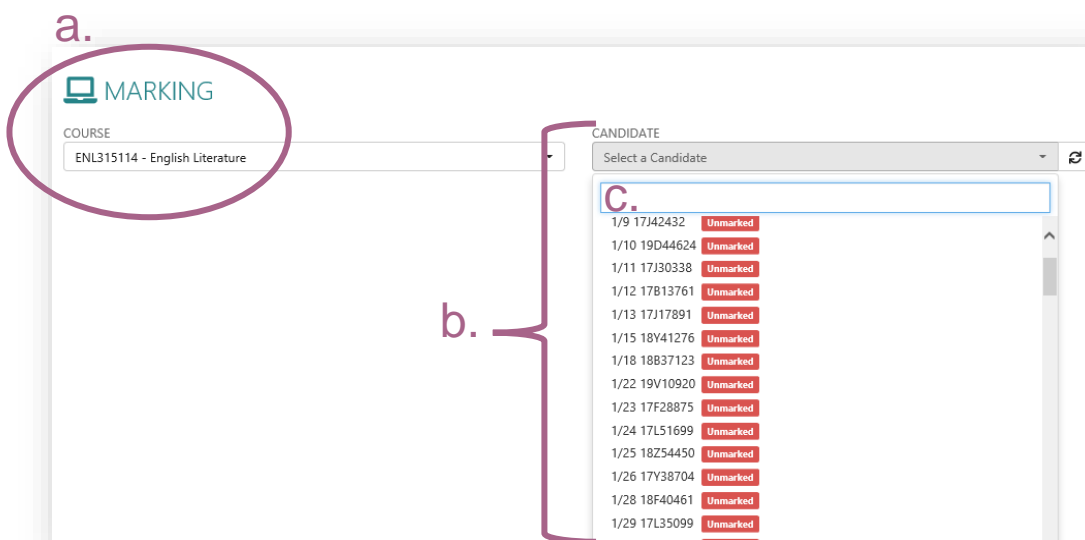 a.
MARKING
COURSE
ENL315114 - English Literature
CANDIDATE
Select a Candidate
c.
1/9 17J42432 Unmarked
1/10 19D44624 Unmarked
1/11 17J30338 Unmarked
1/12 17B13761 Unmarked
1/13 17J17891 Unmarked
b.
1/15 18Y41276 Unmarked
1/18 18B37123 Unmarked
1/22 19V10920 Unmarked
1/23 17F28875 Unmarked
1/24 17L51699 Unmarked
1/25 18Z54450 Unmarked
1/26 17Y38704 Unmarked
1/28 18F40461 Unmarked
1/29 17L35099 Unmarked